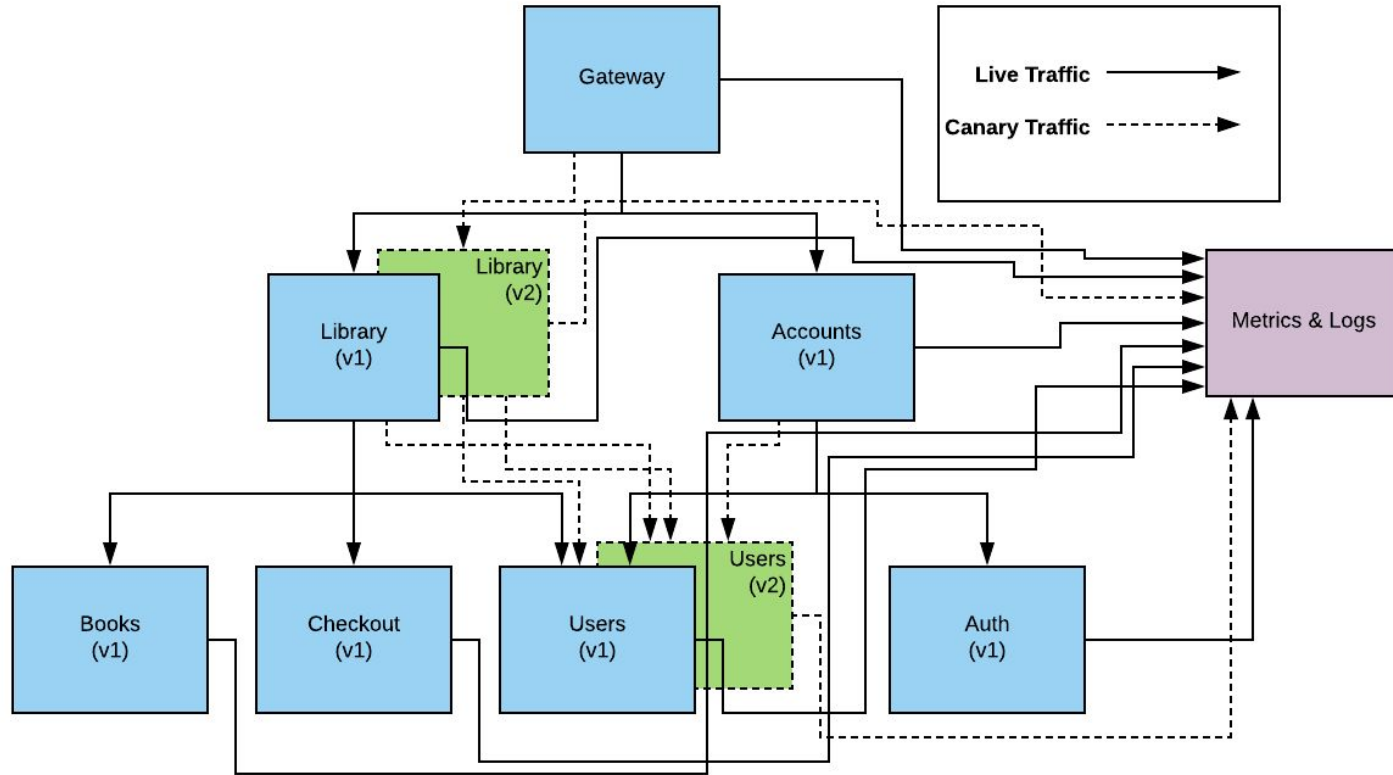 Gateway
Live Traffic
Canary Traffic
Library
(v2)
Library
(v1)
Accounts
(v1)
Metrics & Logs
Books
(v1)
Checkout
(v1)
Users
(v1)
Users
(v2)
Auth
(v1)